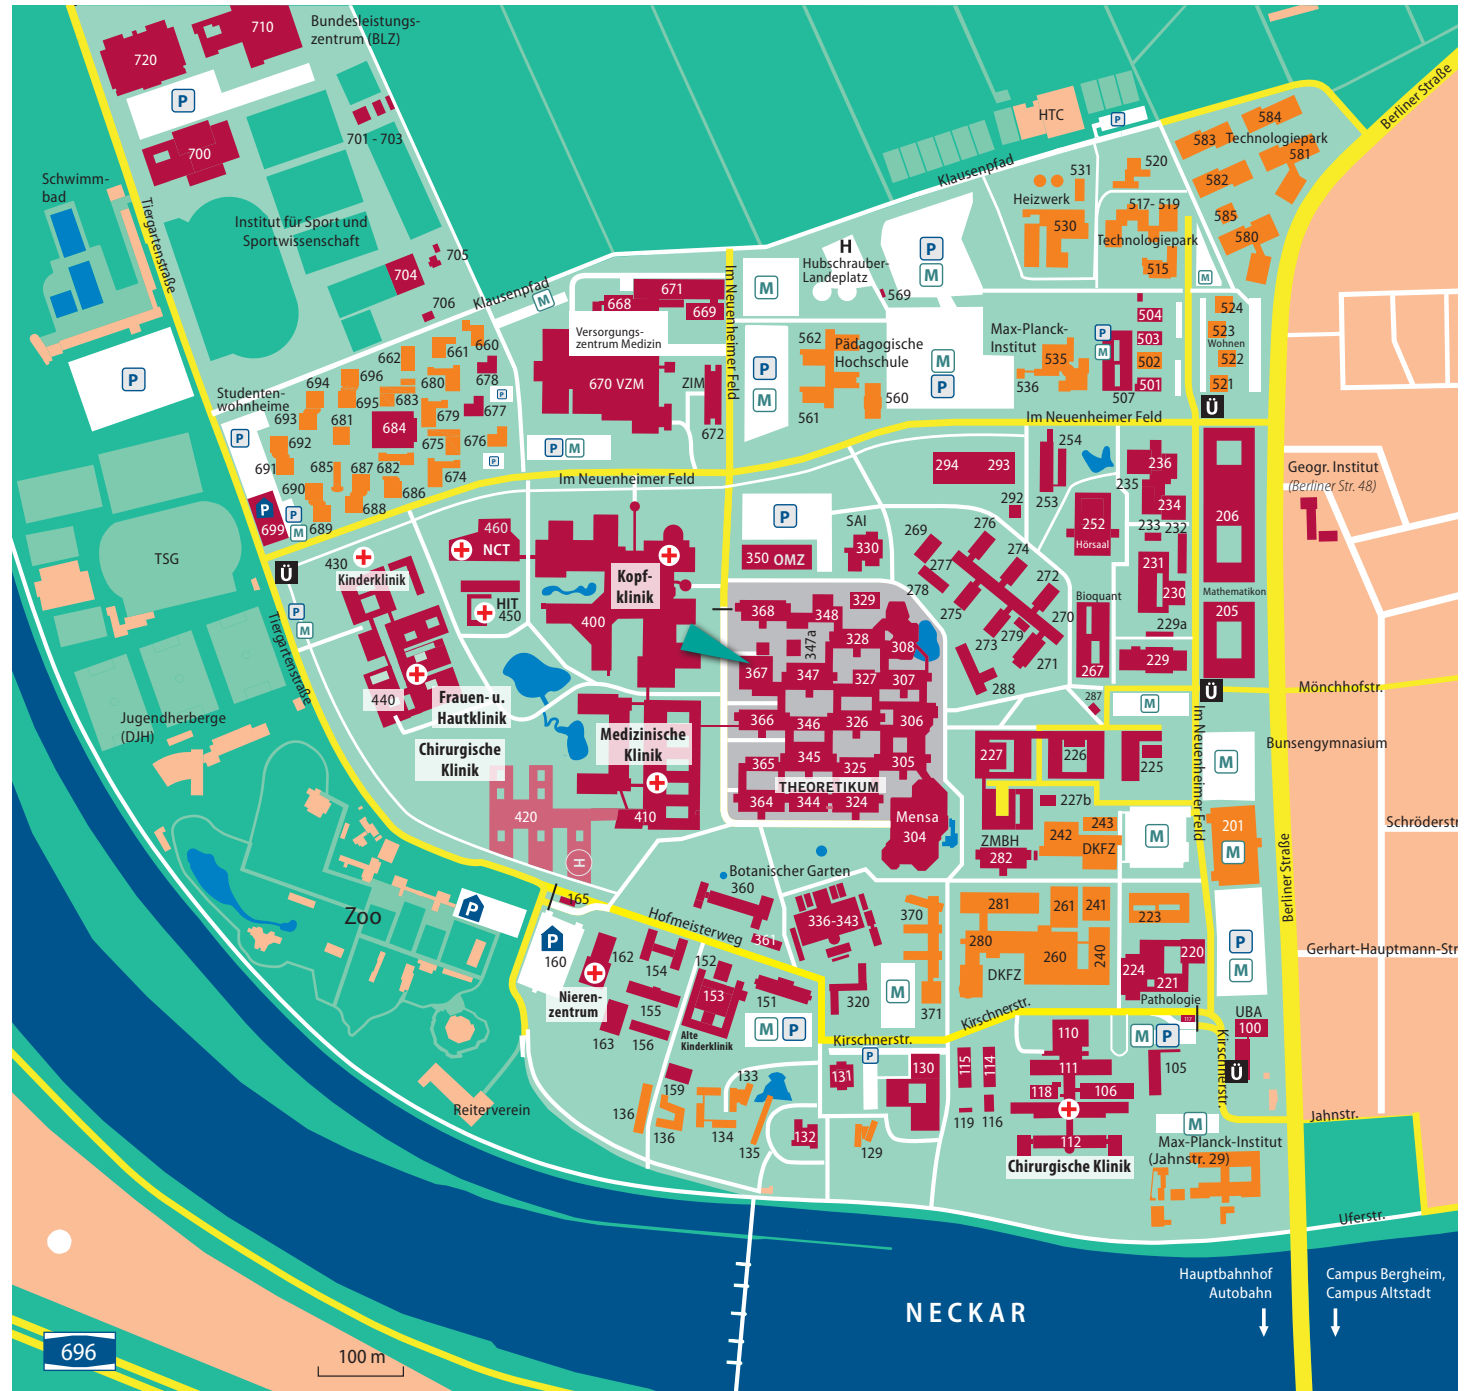 710
Bundesleistungs-
zentrum (BLZ)
720
P
701 - 703
700
Schwimm-
bad
Tiergartenstraße
Institut für Sport und
Sportwissenschaft
705
704
706
Klausenpfad
M
HTC
P
Klausenpfad
Berliner Straße
584
583
Technologiepark
581
582
585
580
520
531
Heizwerk
530
517- 519
Technologiepark
515
M
H
Hubschrauber-
Landeplatz
569
P
M
671
668
669
Versorgungs-
zentrum Medizin
670 VZM
ZIM
672
Im Neuenheimer Feld
M
P
M
562
Pädagogische
Hochschule
561
560
M
P
Max-Planck-
Institut
535
536
P
M
507
504
503
502
501
524
523
Wohnen
522
521
Ü
Im Neuenheimer Feld
P
Studenten-
wohnheime
P
660
661
662
678
680
696
694
695
683
693
681
684
679
677
P
692
675
676
691
685
687
682
674
P
690
686
688
689
P
699
P
M
P
M
Im Neuenheimer Feld
TSG
Ü
P
M
430
Kinderklinik
460
NCT
HIT
450
Kopf-
klinik
400
440
Frauen- u.
Hautklinik
Chirurgische
Klinik
Medizinische
Klinik
420
410
H
P
SAI
330
350 OMZ
294
293
292
254
253
252
Hörsaal
236
235
234
233
232
231
230
229a
229
206
Mathematikon
205
Geogr. Institut
(Berliner Str. 48)
269
276
277
274
278
272
275
270
273
279
271
288
Bioquant
267
287
368
348
329
347a
328
308
367
347
327
307
366
346
326
306
365
345
325
305
THEORETIKUM
364
344
324
Mensa
304
Ü
M
Mönchhofstr.
Im Neuenheimer Feld
Bunsengymnasium
M
227
226
225
227b
ZMBH
282
242
243
DKFZ
M
201
M
Schröderstr
Berliner Straße
Tiergartenstraße
Jugendherberge
(DJH)
Zoo
P
165
P
160
Hofmeisterweg
Botanischer Garten
360
361
336-343
370
371
320
M
281
261
241
280
260
240
DKFZ
223
220
224
221
Pathologie
P
M
Gerhart-Hauptmann-Str
162
154
152
153
151
Nieren-
zentrum
155
163
156
Alte
Kinderklinik
M
P
159
136
136
134
133
135
Kirschnerstr.
P
131
130
132
129
Kirschnerstr.
115
114
119
116
110
111
118
106
112
Chirurgische Klinik
M
P
117
105
UBA
100
Ü
Kirschnerstr.
M
Max-Planck-Institut
(Jahnstr. 29)
Jahnstr.
Uferstr.
Reiterverein
NECKAR
Hauptbahnhof
Autobahn
Campus Bergheim,
Campus Altstadt
696
100 m